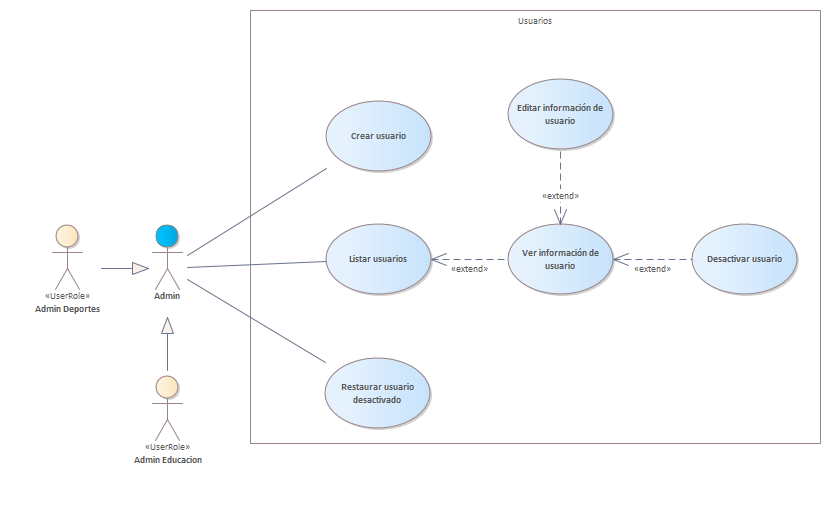 Usuarios
Editar información de
usuario
Crear usuario
«extend»
Listar usuarios
Ver información de
usuario
Desactivar usuario
«extend»
«extend»
Admin
«UserRole»
Admin Deportes
Restaurar usuario
desactivado
«UserRole»
Admin Educacion